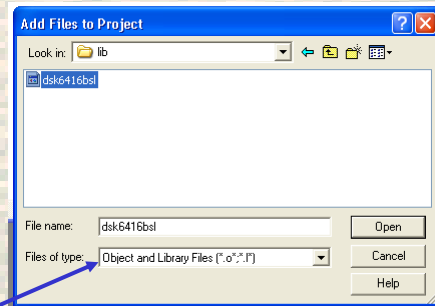 Add Files to Project
Look in: lib
dsk6416bsl
File name: dsk6416bsl Open
Files of type: Object and Library Files (*.o*;*.l*) Cancel
Help